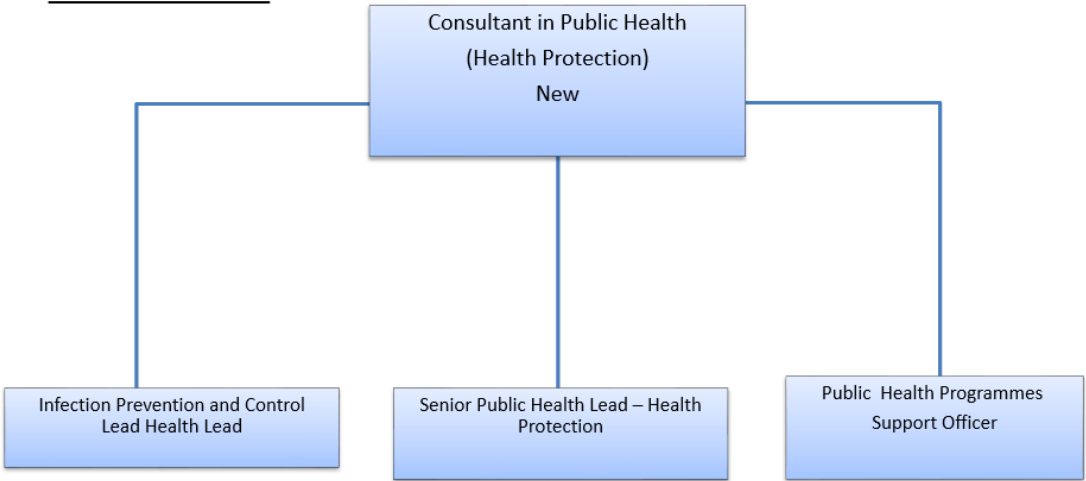 Consultant in Public Health
(Health Protection)
New
Infection Prevention and Control
Lead Health Lead
Senior Public Health Lead – Health
Protection
Public  Health Programmes
Support Officer